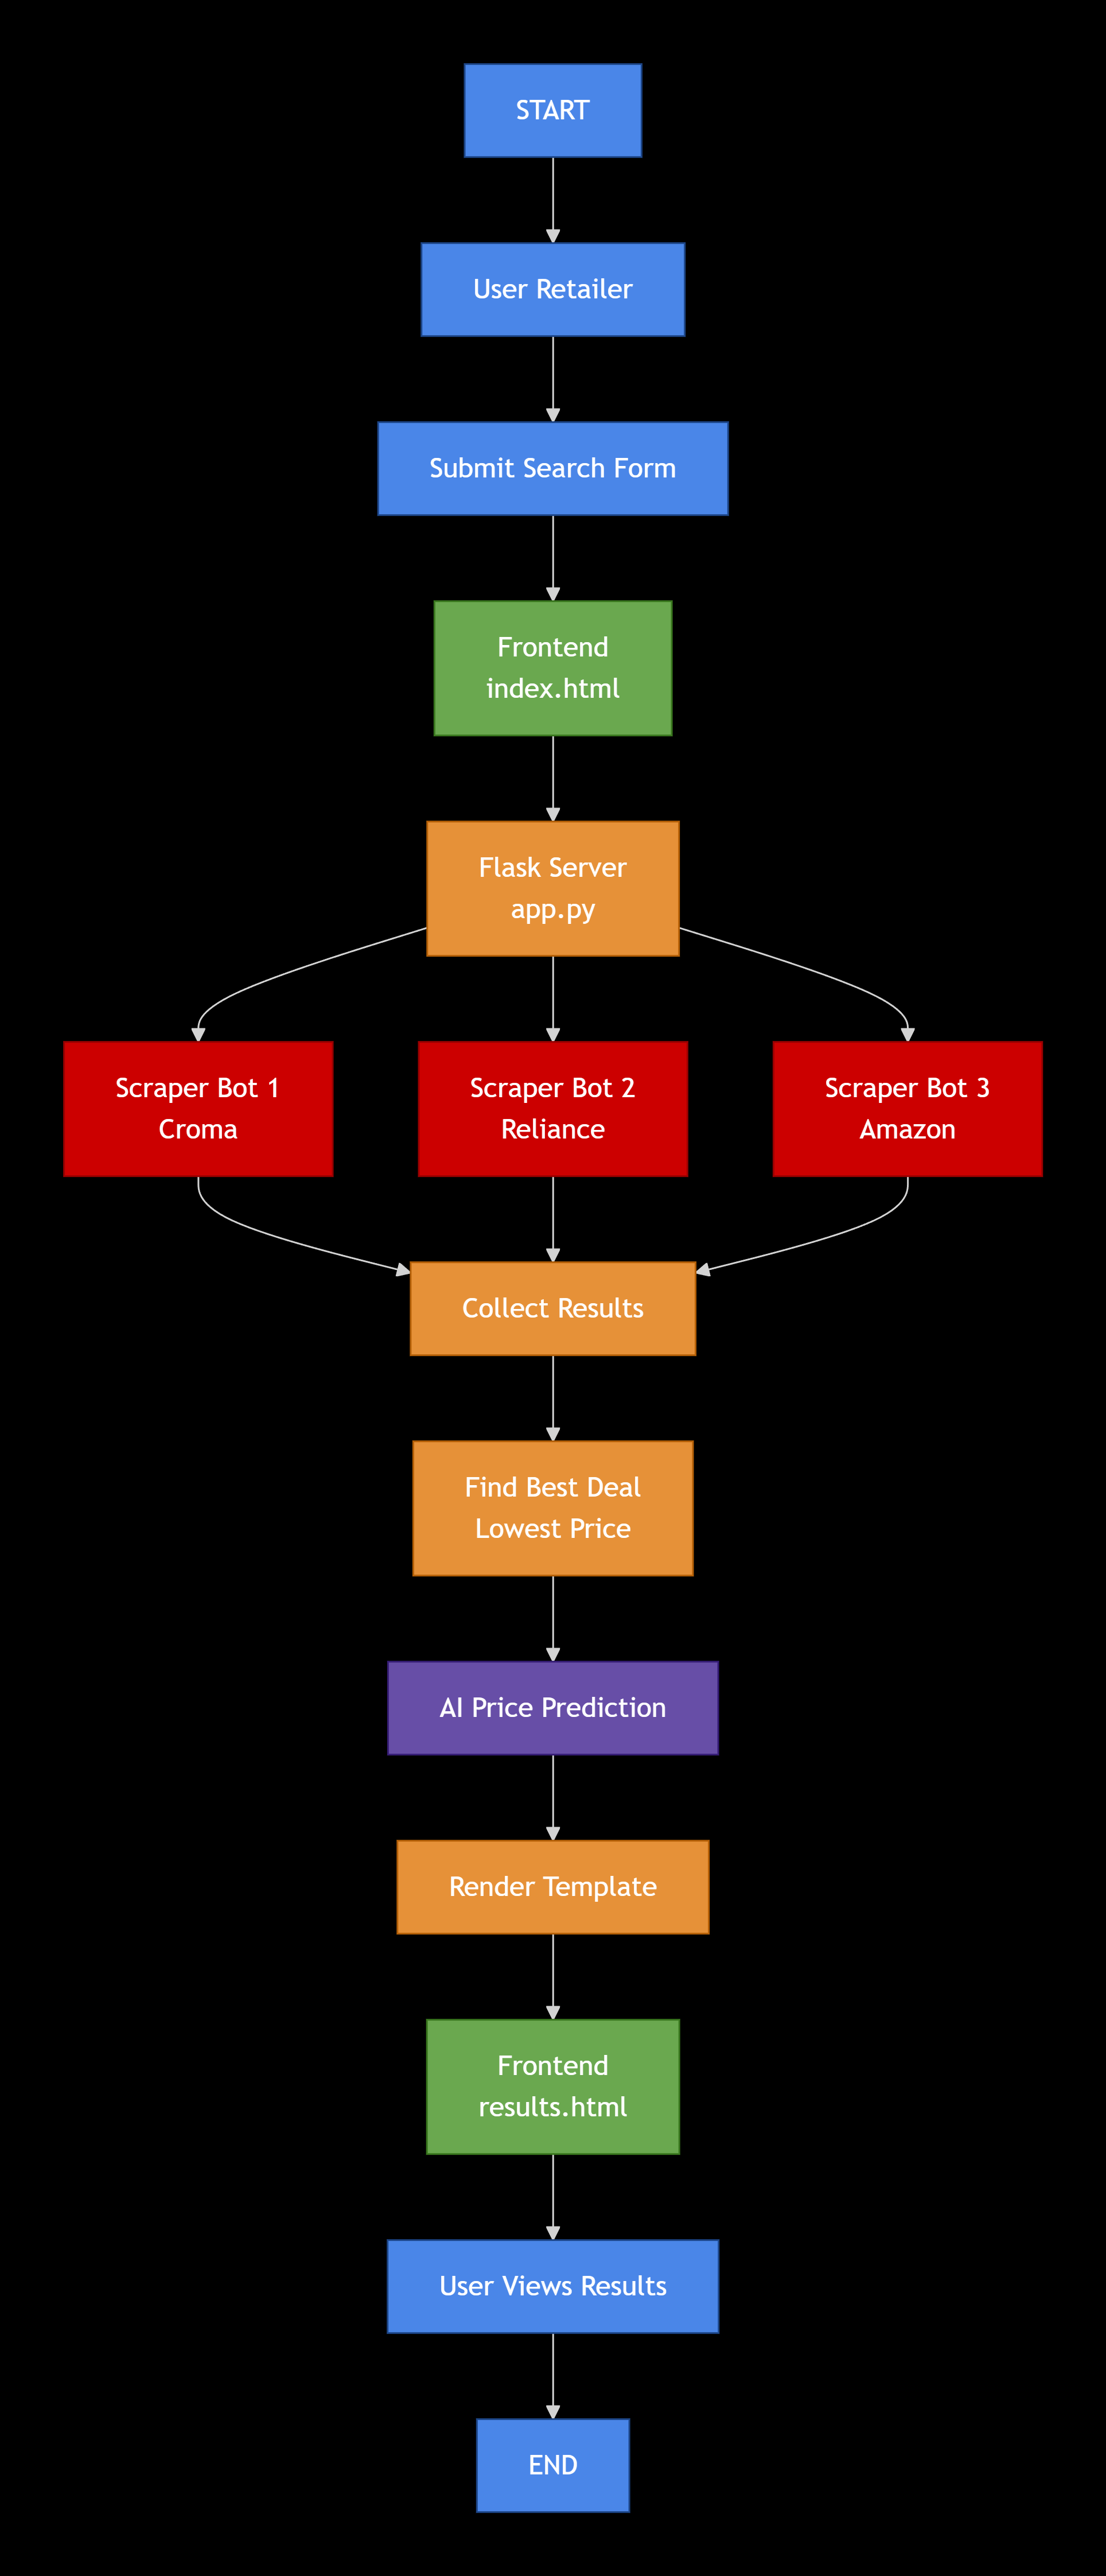 START
User Retailer
Submit Search Form
Frontend
index.html
Flask Server
app.py
Scraper Bot 1
Croma
Scraper Bot 2
Reliance
Scraper Bot 3
Amazon
Collect Results
Find Best Deal
Lowest Price
AI Price Prediction
Render Template
Frontend
results.html
User Views Results
END